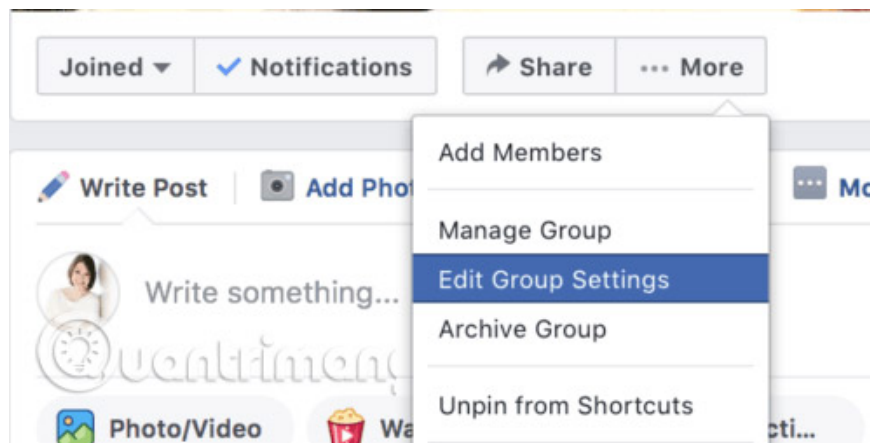 Joined
Notifications
Share
More
Add Members
Write Post
Add Pho
Mo
Manage Group
Edit Group Settings
Write something...
Archive Group
Quantrimang
Unpin from Shortcuts
Photo/Video
Wa
cti...